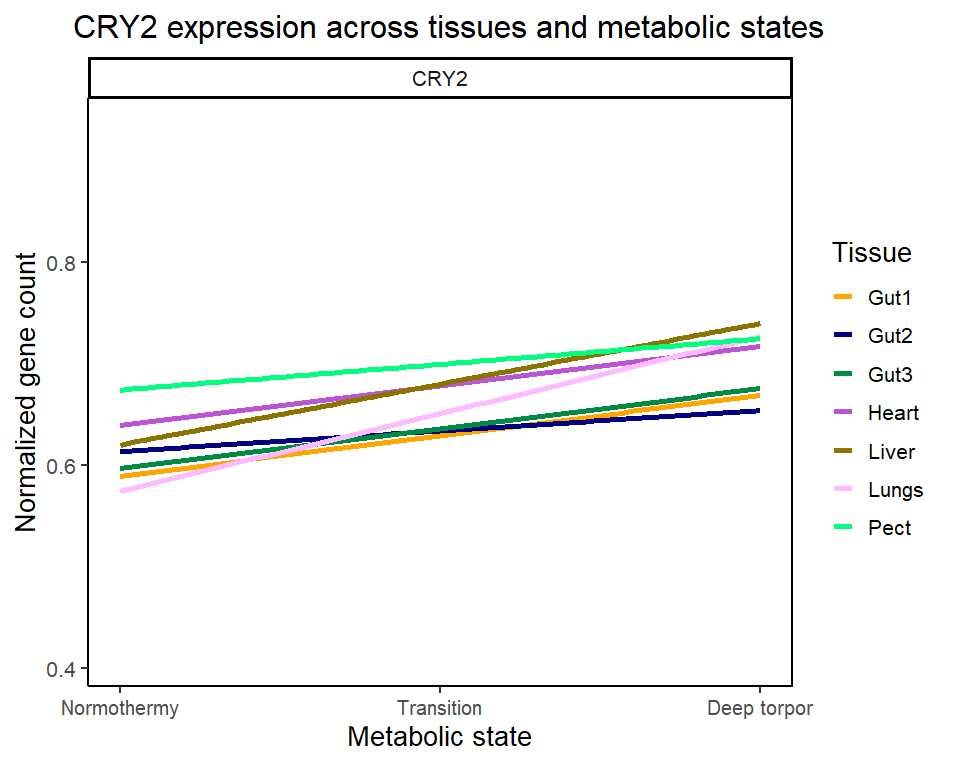 CRY2 expression across tissues and metabolic states
CRY2
Normalized gene count
0.8
0.6
0.4
Normothermy
Transition
Deep torpor
Metabolic state
Tissue
Gut1
Gut2
Gut3
Heart
Liver
Lungs
Pect